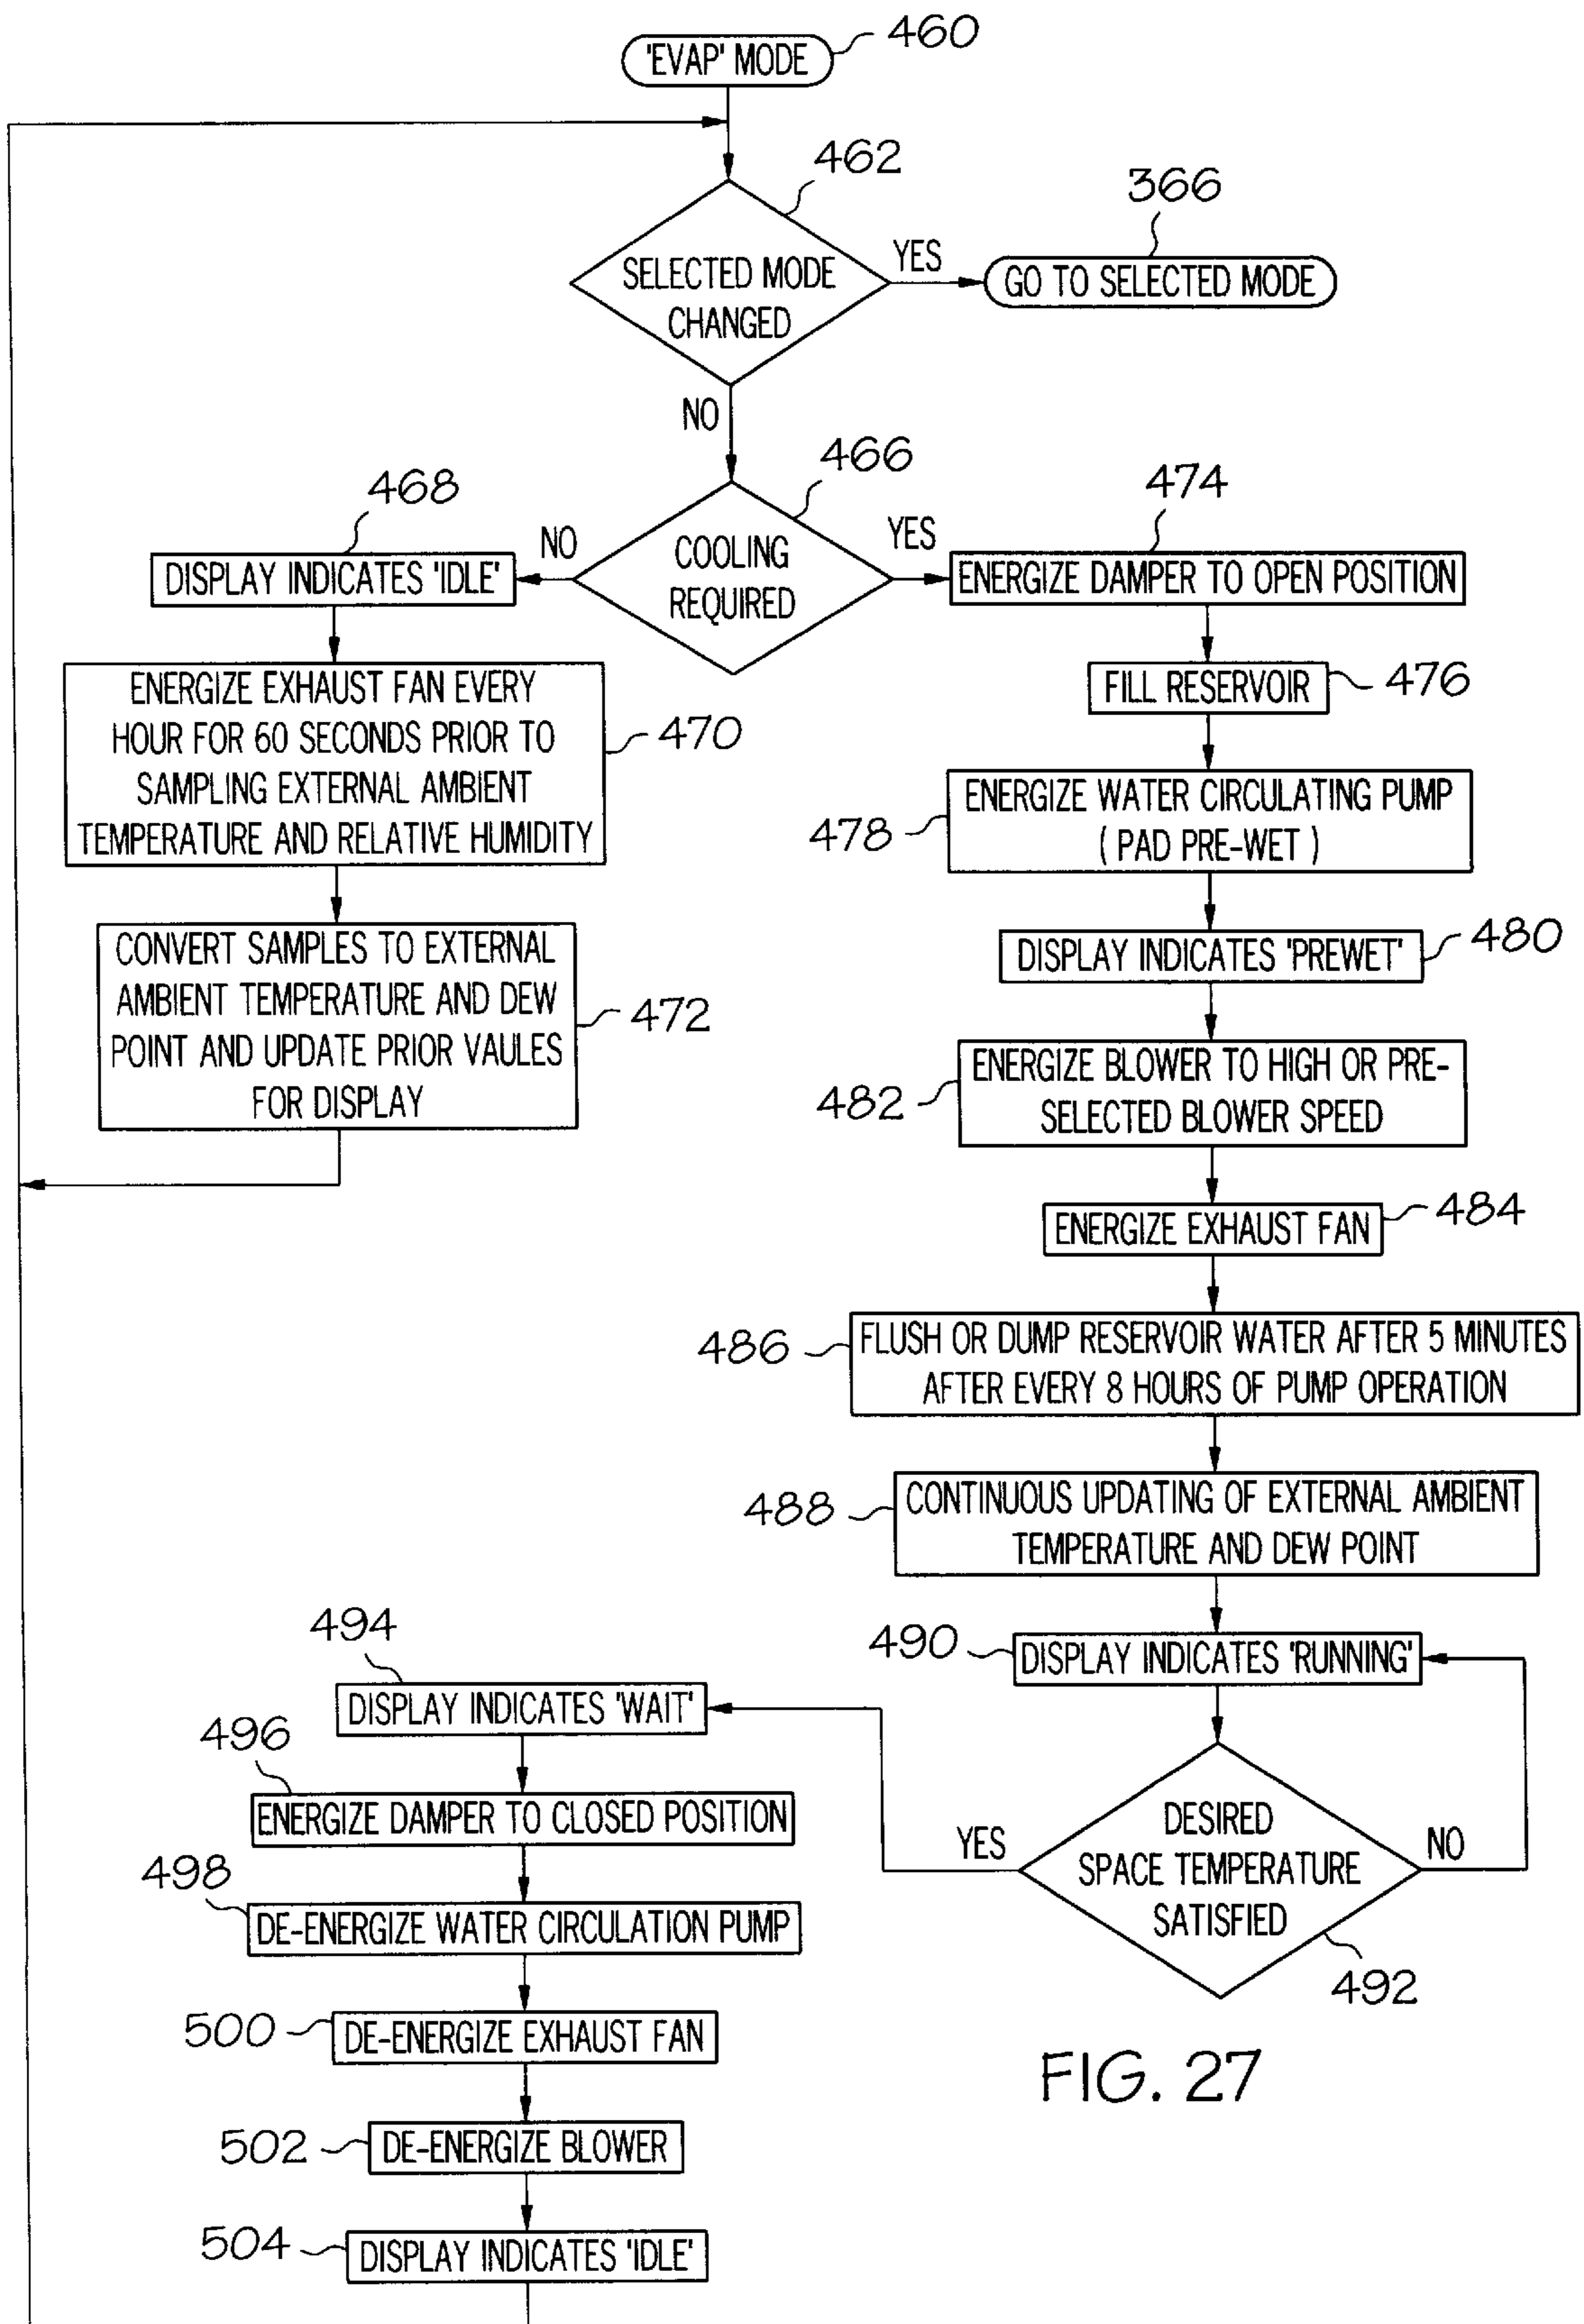 'EVAP' MODE
460
462
366
SELECTED MODE
CHANGED
YES
GO TO SELECTED MODE
NO
466
468
474
NO
COOLING
REQUIRED
YES
DISPLAY INDICATES 'IDLE'
ENERGIZE DAMPER TO OPEN POSITION
ENERGIZE EXHAUST FAN EVERY
HOUR FOR 60 SECONDS PRIOR TO
SAMPLING EXTERNAL AMBIENT
TEMPERATURE AND RELATIVE HUMIDITY
470
FILL RESERVOIR
476
ENERGIZE WATER CIRCULATING PUMP
( PAD PRE-WET )
478
CONVERT SAMPLES TO EXTERNAL
AMBIENT TEMPERATURE AND DEW
POINT AND UPDATE PRIOR VAULES
FOR DISPLAY
472
DISPLAY INDICATES 'PREWET'
480
ENERGIZE BLOWER TO HIGH OR PRE-
SELECTED BLOWER SPEED
482
ENERGIZE EXHAUST FAN
484
486
FLUSH OR DUMP RESERVOIR WATER AFTER 5 MINUTES
AFTER EVERY 8 HOURS OF PUMP OPERATION
488
CONTINUOUS UPDATING OF EXTERNAL AMBIENT
TEMPERATURE AND DEW POINT
490
DISPLAY INDICATES 'RUNNING'
DESIRED
SPACE TEMPERATURE
SATISFIED
YES
NO
492
494
DISPLAY INDICATES 'WAIT'
496
ENERGIZE DAMPER TO CLOSED POSITION
498
DE-ENERGIZE WATER CIRCULATION PUMP
500
DE-ENERGIZE EXHAUST FAN
502
DE-ENERGIZE BLOWER
504
DISPLAY INDICATES 'IDLE'
FIG. 27